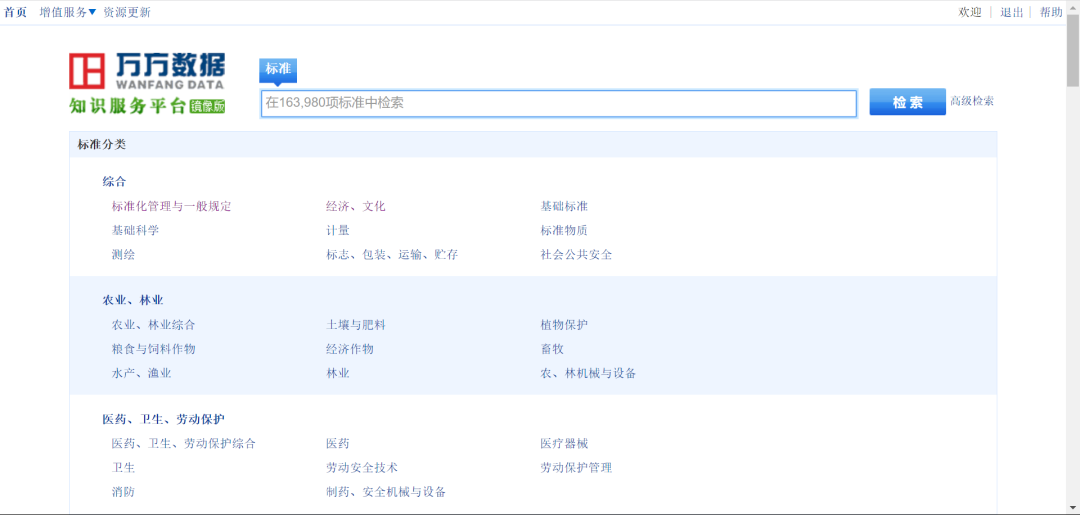 首页 增值服务▼ 资源更新 欢迎 | 退出 | 帮助
万方数据
WANFANG DATA
知识服务平台 镜像版
标准
在163,980项标准中检索 检索 高级检索
标准分类
综合
标准化管理与一般规定 经济、文化 基础标准
基础科学 计量 标准物质
测绘 标志、包装、运输、贮存 社会公共安全
农业、林业
农业、林业综合 土壤与肥料 植物保护
粮食与饲料作物 经济作物 畜牧
水产、渔业 林业 农、林机械与设备
医药、卫生、劳动保护
医药、卫生、劳动保护综合 医药 医疗器械
卫生 劳动安全技术 劳动保护管理
消防 制药、安全机械与设备